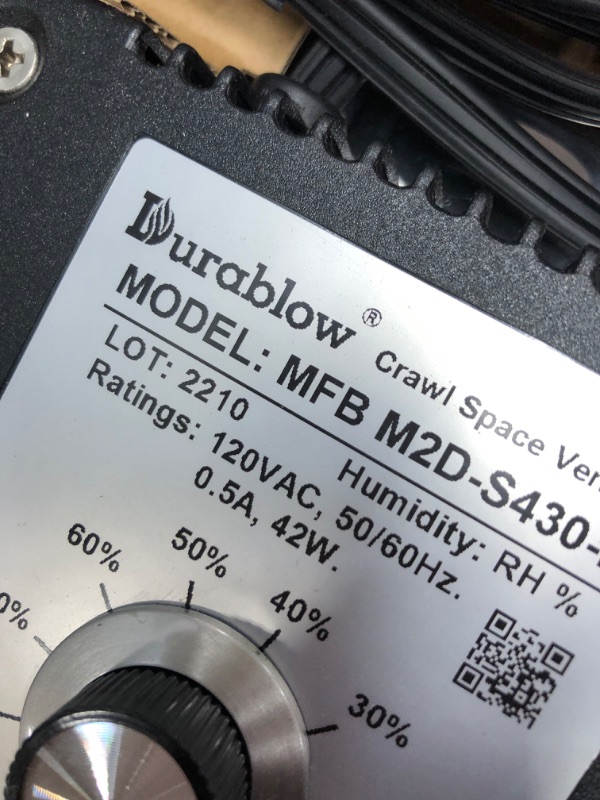 Durablow® Crawl Space
MODEL: MFB M2D-S430-
LOT: 2210
Humidity: RH %
Ratings: 120VAC, 50/60Hz.
0.5A, 42W.
60%
50%
40%
30%